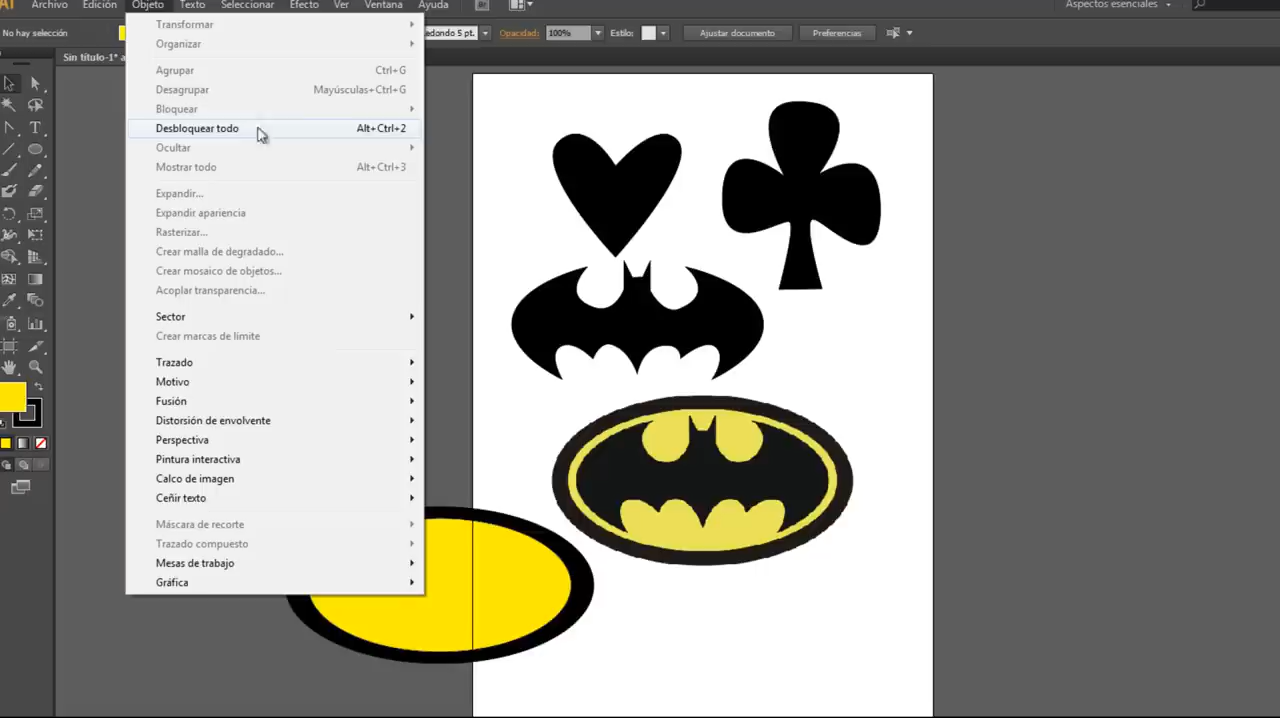 Archivo Edición Objeto Texto Seleccionar Efecto Ver Ventana Ayuda Br Aspectos esenciales
No hay selección edondo 5 pt. Opacidad: 100% Estilo: Ajustar documento Preferencias
Sin título-1* a
Transformar
Organizar
Agrupar Ctrl+G
Desagrupar Mayúsculas+Ctrl+G
Bloquear
Desbloquear todo Alt+Ctrl+2
Ocultar
Mostrar todo Alt+Ctrl+3
Expandir...
Expandir apariencia
Rasterizar...
Crear malla de degradado...
Crear mosaico de objetos...
Acoplar transparencia...
Sector
Crear marcas de límite
Trazado
Motivo
Fusión
Distorsión de envolvente
Perspectiva
Pintura interactiva
Calco de imagen
Ceñir texto
Máscara de recorte
Trazado compuesto
Mesas de trabajo
Gráfica